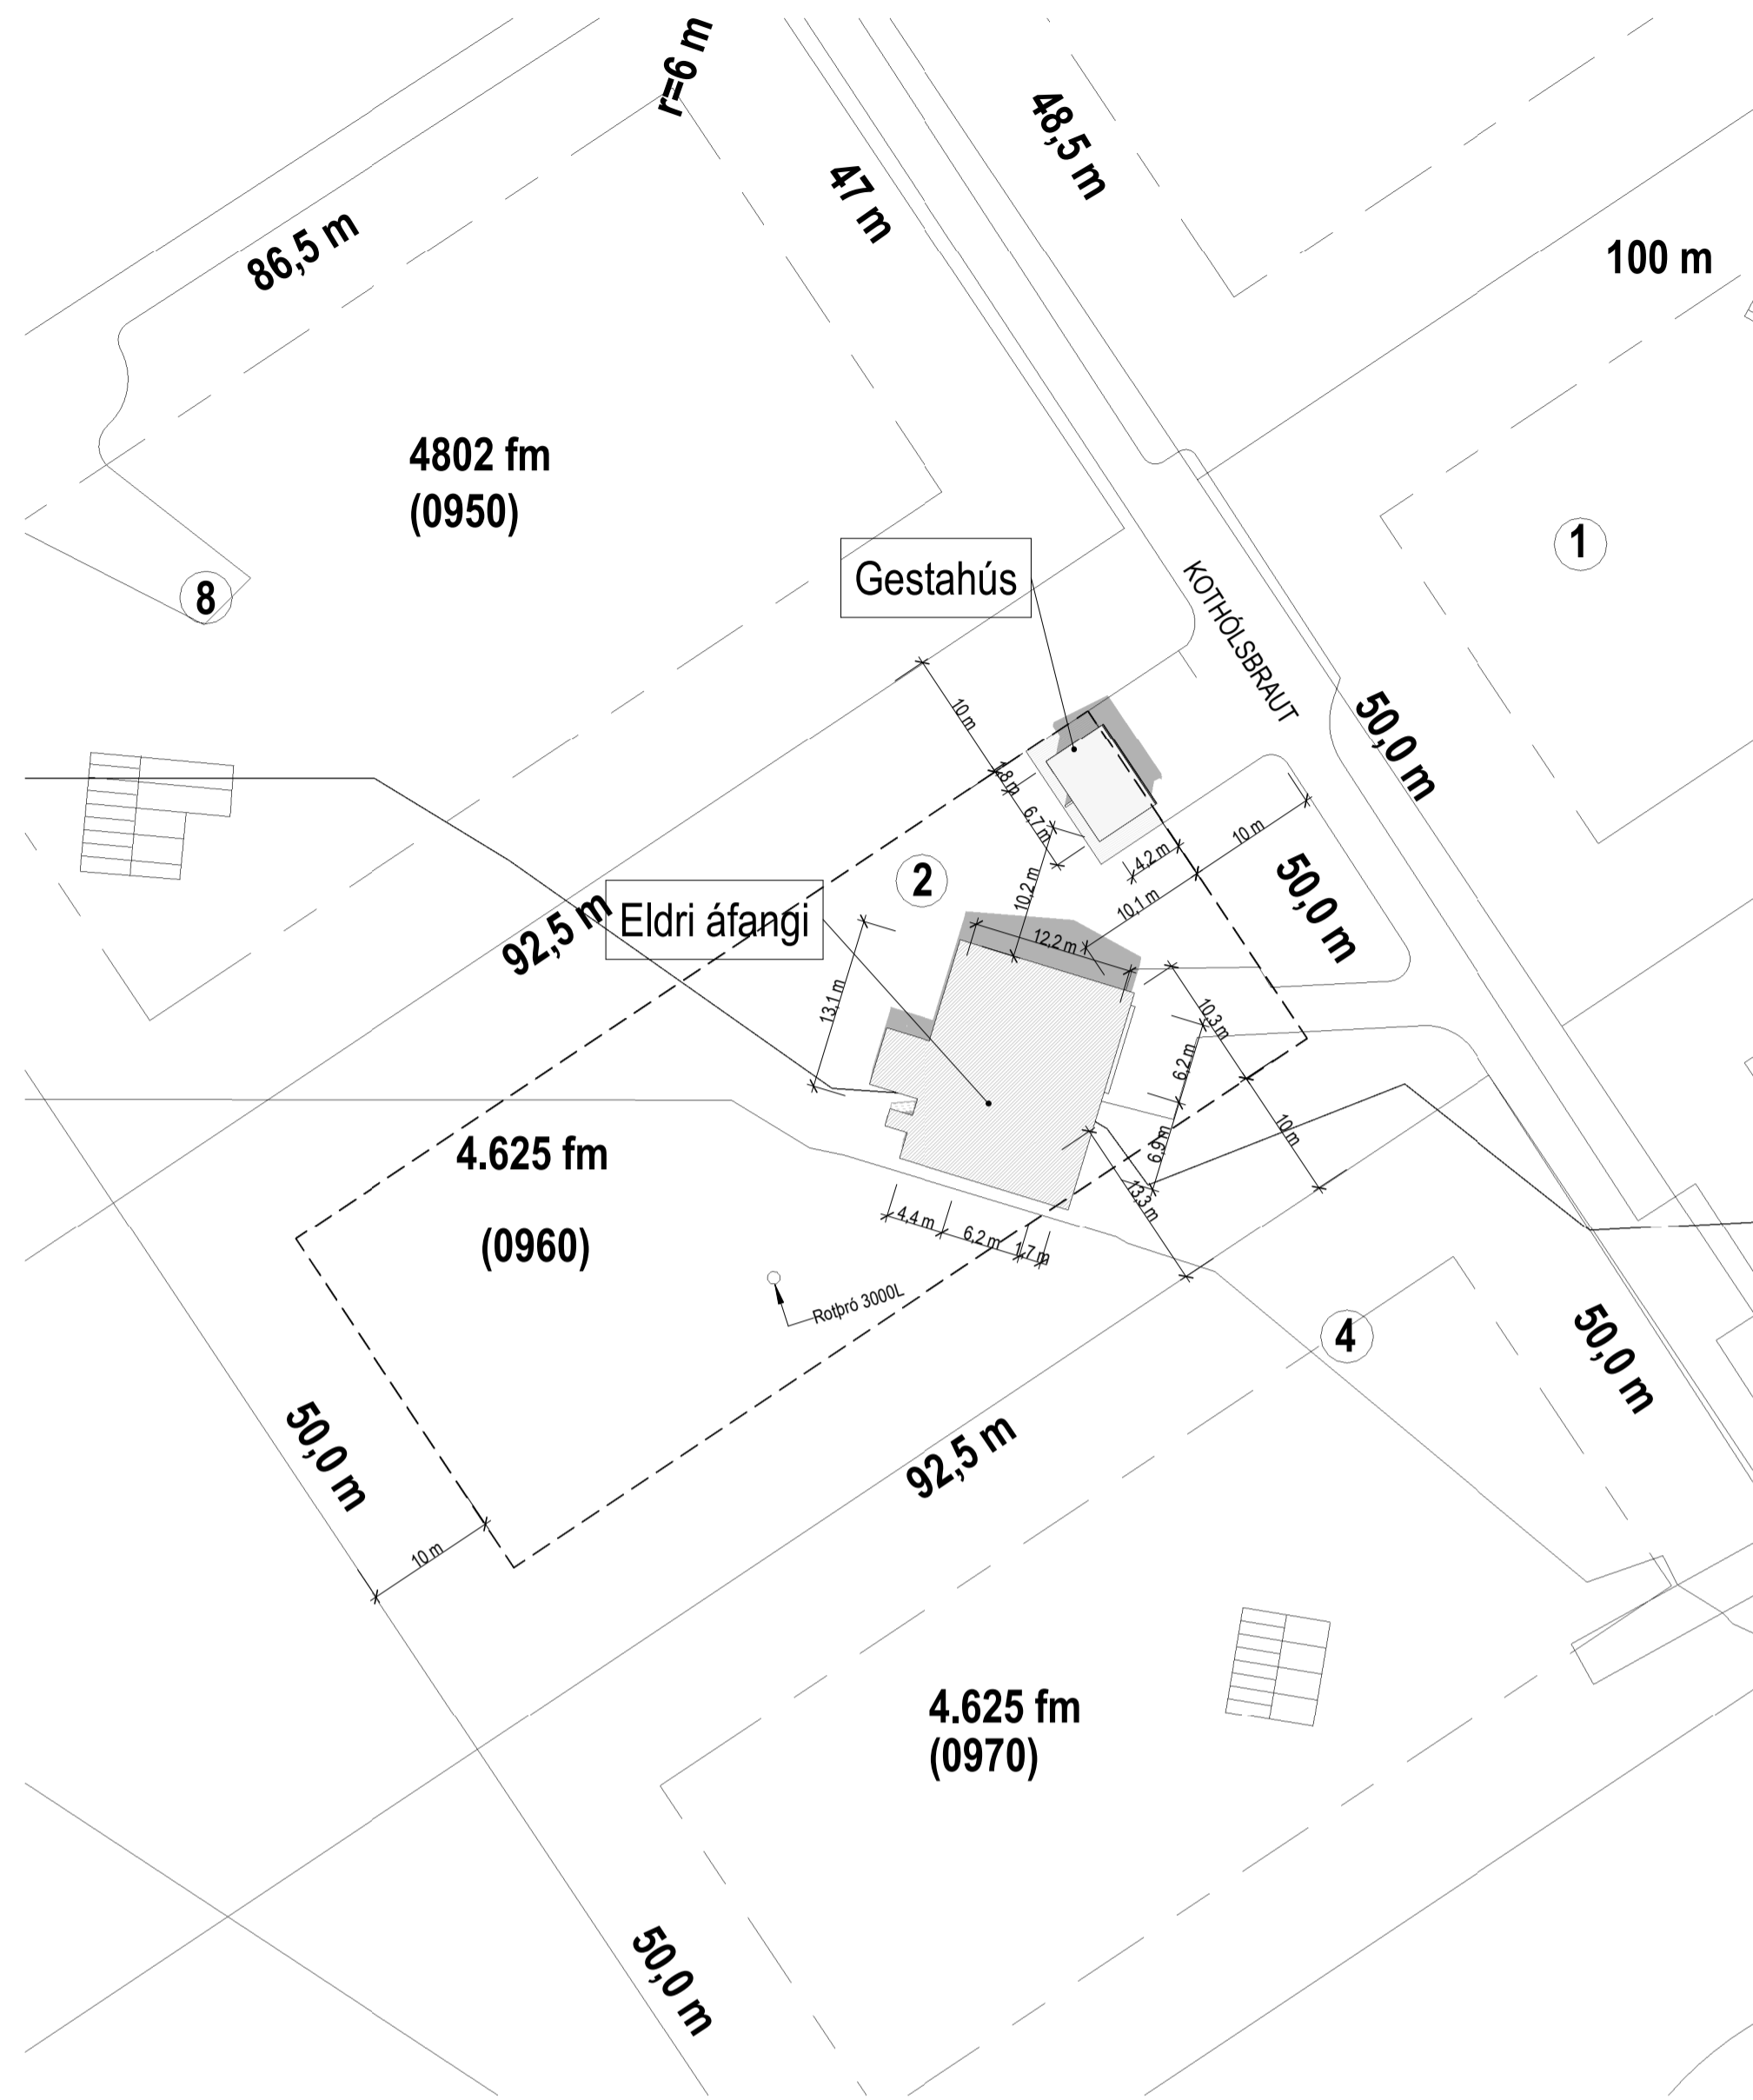 r=6 m
48,5 m
47 m
86,5 m
100 m
4802 fm
(0950)
1
Gestahús
8
KOTHÓLSBRAUT
10 m
50,0 m
1,8 m
6,7 m
10 m
4,2 m
2
10,2 m
10,1 m
50,0 m
Eldri áfangi
92,5 m
12,2 m
13,1 m
10,3 m
6,2 m
10 m
6,9 m
4.625 fm
13,3 m
4,4 m
6,2 m
1,7 m
(0960)
Rotþró 3000L
4
50,0 m
50,0 m
92,5 m
10 m
4.625 fm
(0970)
50,0 m